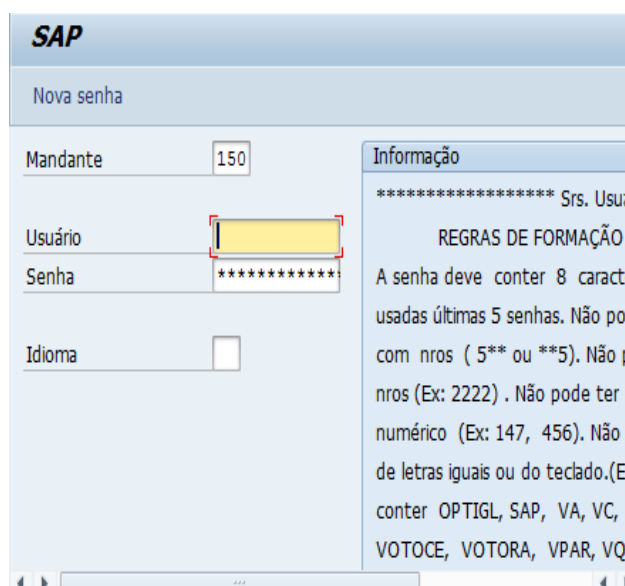 SAP
Nova senha
Mandante 150
Usuário
Senha *************
Idioma
Informação
****************** Srs.
REGRAS DE FORMAÇÃO
A senha deve conter 8
usadas últimas 5 senhas. Não
com nros ( 5** ou **5). Não
nros (Ex: 2222) . Não pode ter
numérico (Ex: 147, 456). Não
de letras iguais ou do teclado.
conter OPTIGL, SAP, VA, VC,
VOTOCE, VOTORA, VPAR,